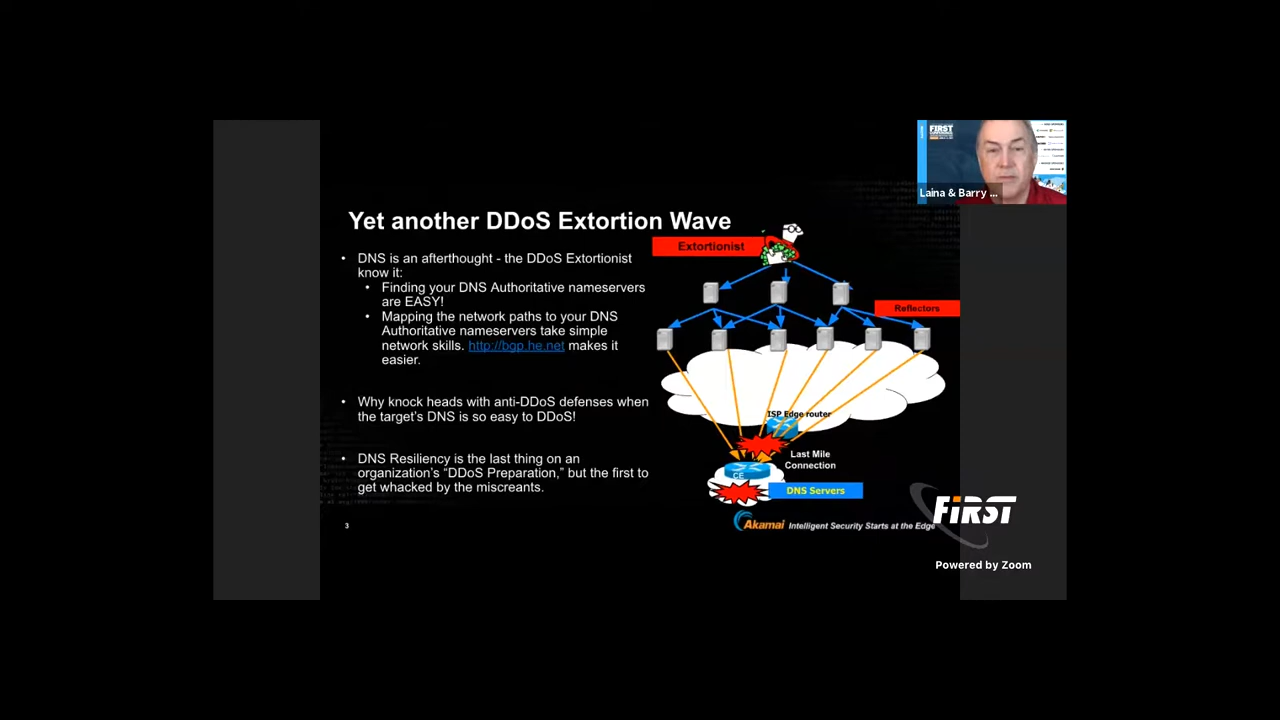 Yet another DDoS Extortion Wave
• DNS is an afterthought - the DDoS Extortionist
know it:
• Finding your DNS Authoritative nameservers
are EASY!
• Mapping the network paths to your DNS
Authoritative nameservers take simple
network skills. http://bgp.he.net makes it
easier.
• Why knock heads with anti-DDoS defenses when
the target's DNS is so easy to DDoS!
• DNS Resiliency is the last thing on an
organization's “DDoS Preparation,” but the first to
get whacked by the miscreants.
3
Extortionist
Reflectors
ISP Edge router
Last Mile
Connection
CE
DNS Servers
Akamai Intelligent Security Starts at the Edge
FIRST
Laina & Barry ...
FIRST
Powered by Zoom